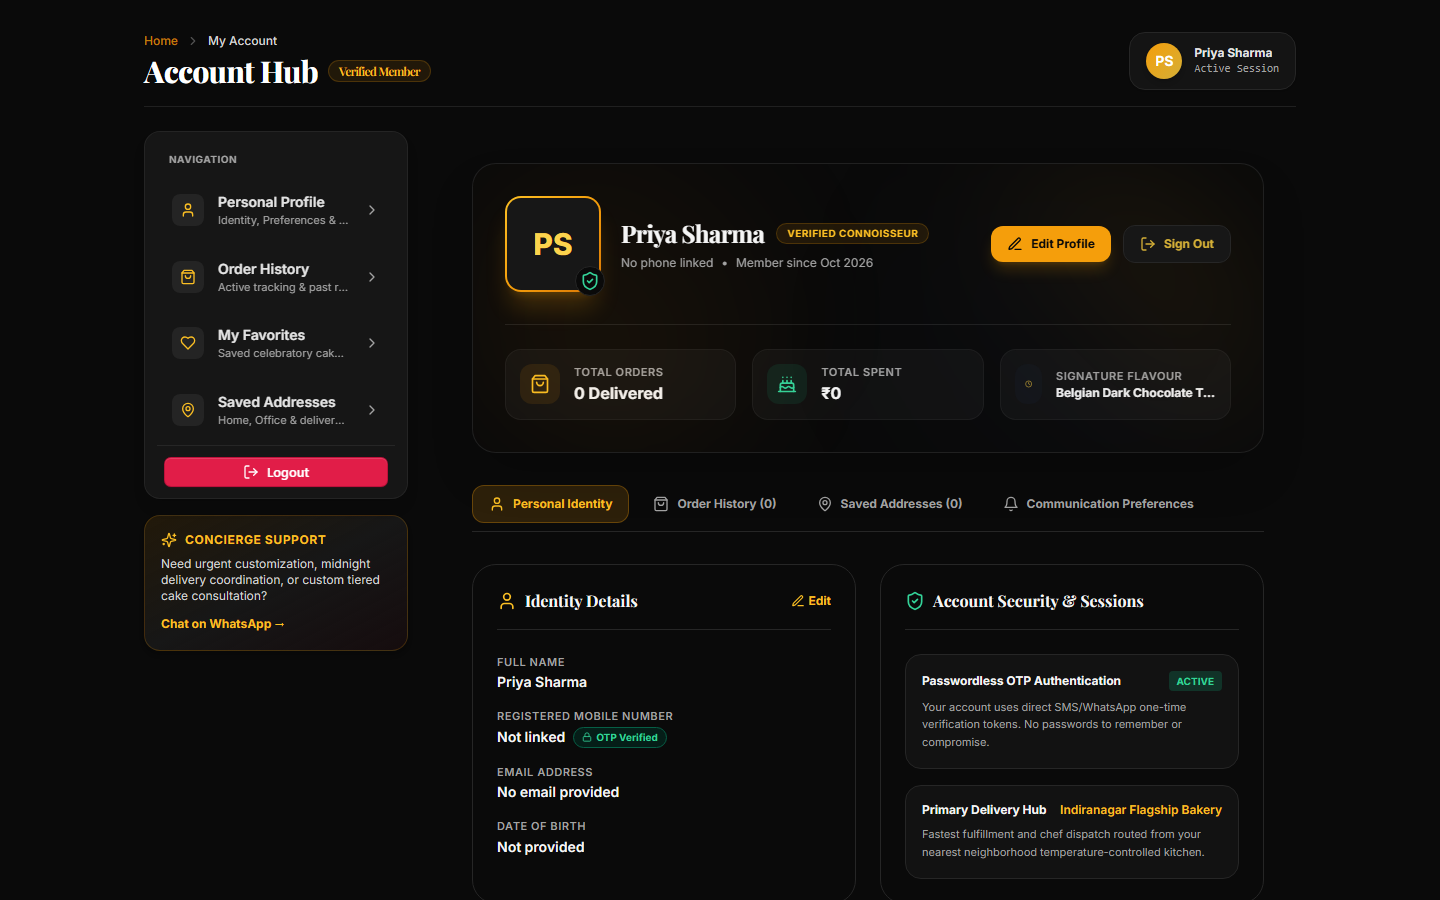 Home > My Account
Account Hub Verified Member
PS Priya Sharma
Active Session
NAVIGATION
Personal Profile
Identity, Preferences & ...
Order History
Active tracking & past r...
My Favorites
Saved celebratory cak...
Saved Addresses
Home, Office & deliver...
Logout
CONCIERGE SUPPORT
Need urgent customization, midnight
delivery coordination, or custom tiered
cake consultation?
Chat on WhatsApp →
PS
Priya Sharma VERIFIED CONNOISSEUR
No phone linked • Member since Oct 2026
Edit Profile
Sign Out
TOTAL ORDERS
0 Delivered
TOTAL SPENT
₹0
SIGNATURE FLAVOUR
Belgian Dark Chocolate T...
Personal Identity
Order History (0)
Saved Addresses (0)
Communication Preferences
Identity Details
Edit
FULL NAME
Priya Sharma
REGISTERED MOBILE NUMBER
Not linked OTP Verified
EMAIL ADDRESS
No email provided
DATE OF BIRTH
Not provided
Account Security & Sessions
Passwordless OTP Authentication ACTIVE
Your account uses direct SMS/WhatsApp one-time
verification tokens. No passwords to remember or
compromise.
Primary Delivery Hub Indiranagar Flagship Bakery
Fastest fulfillment and chef dispatch routed from your
nearest neighborhood temperature-controlled kitchen.